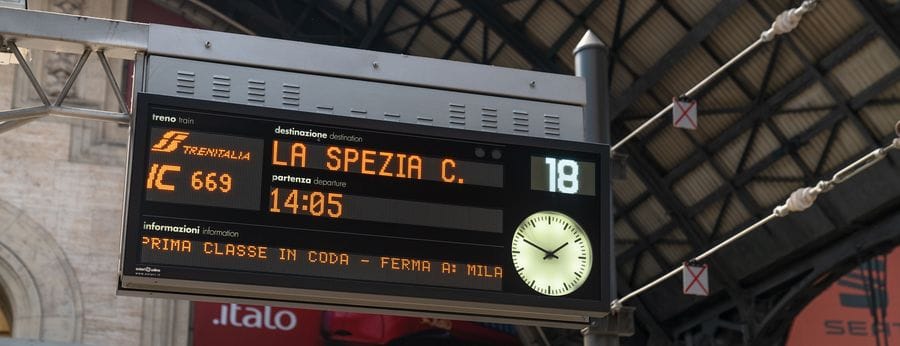 treno train
TRENITALIA
IC 669
destinazione destination
LA SPEZIA C.
partenza departure
14:05
18
informazioni information
PRIMA CLASSE IN CODA - FERMA A: MILA
.italo
SEAT